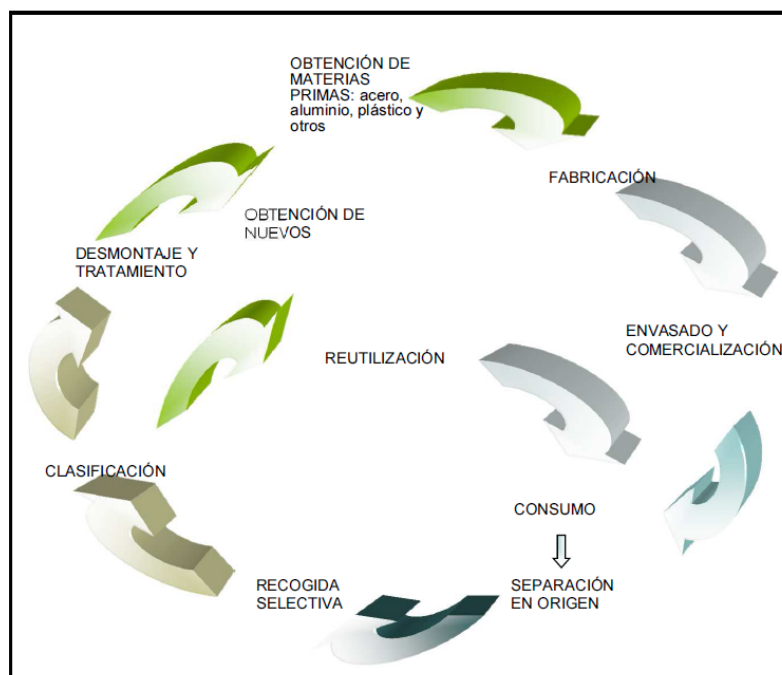 OBTENCIÓN DE
MATERIAS
PRIMAS: acero,
aluminio, plástico y
otros
FABRICACIÓN
OBTENCIÓN DE
NUEVOS
DESMONTAJE Y
TRATAMIENTO
ENVASADO Y
COMERCIALIZACIÓN
REUTILIZACIÓN
CLASIFICACIÓN
CONSUMO
RECOGIDA
SELECTIVA
SEPARACIÓN
EN ORIGEN